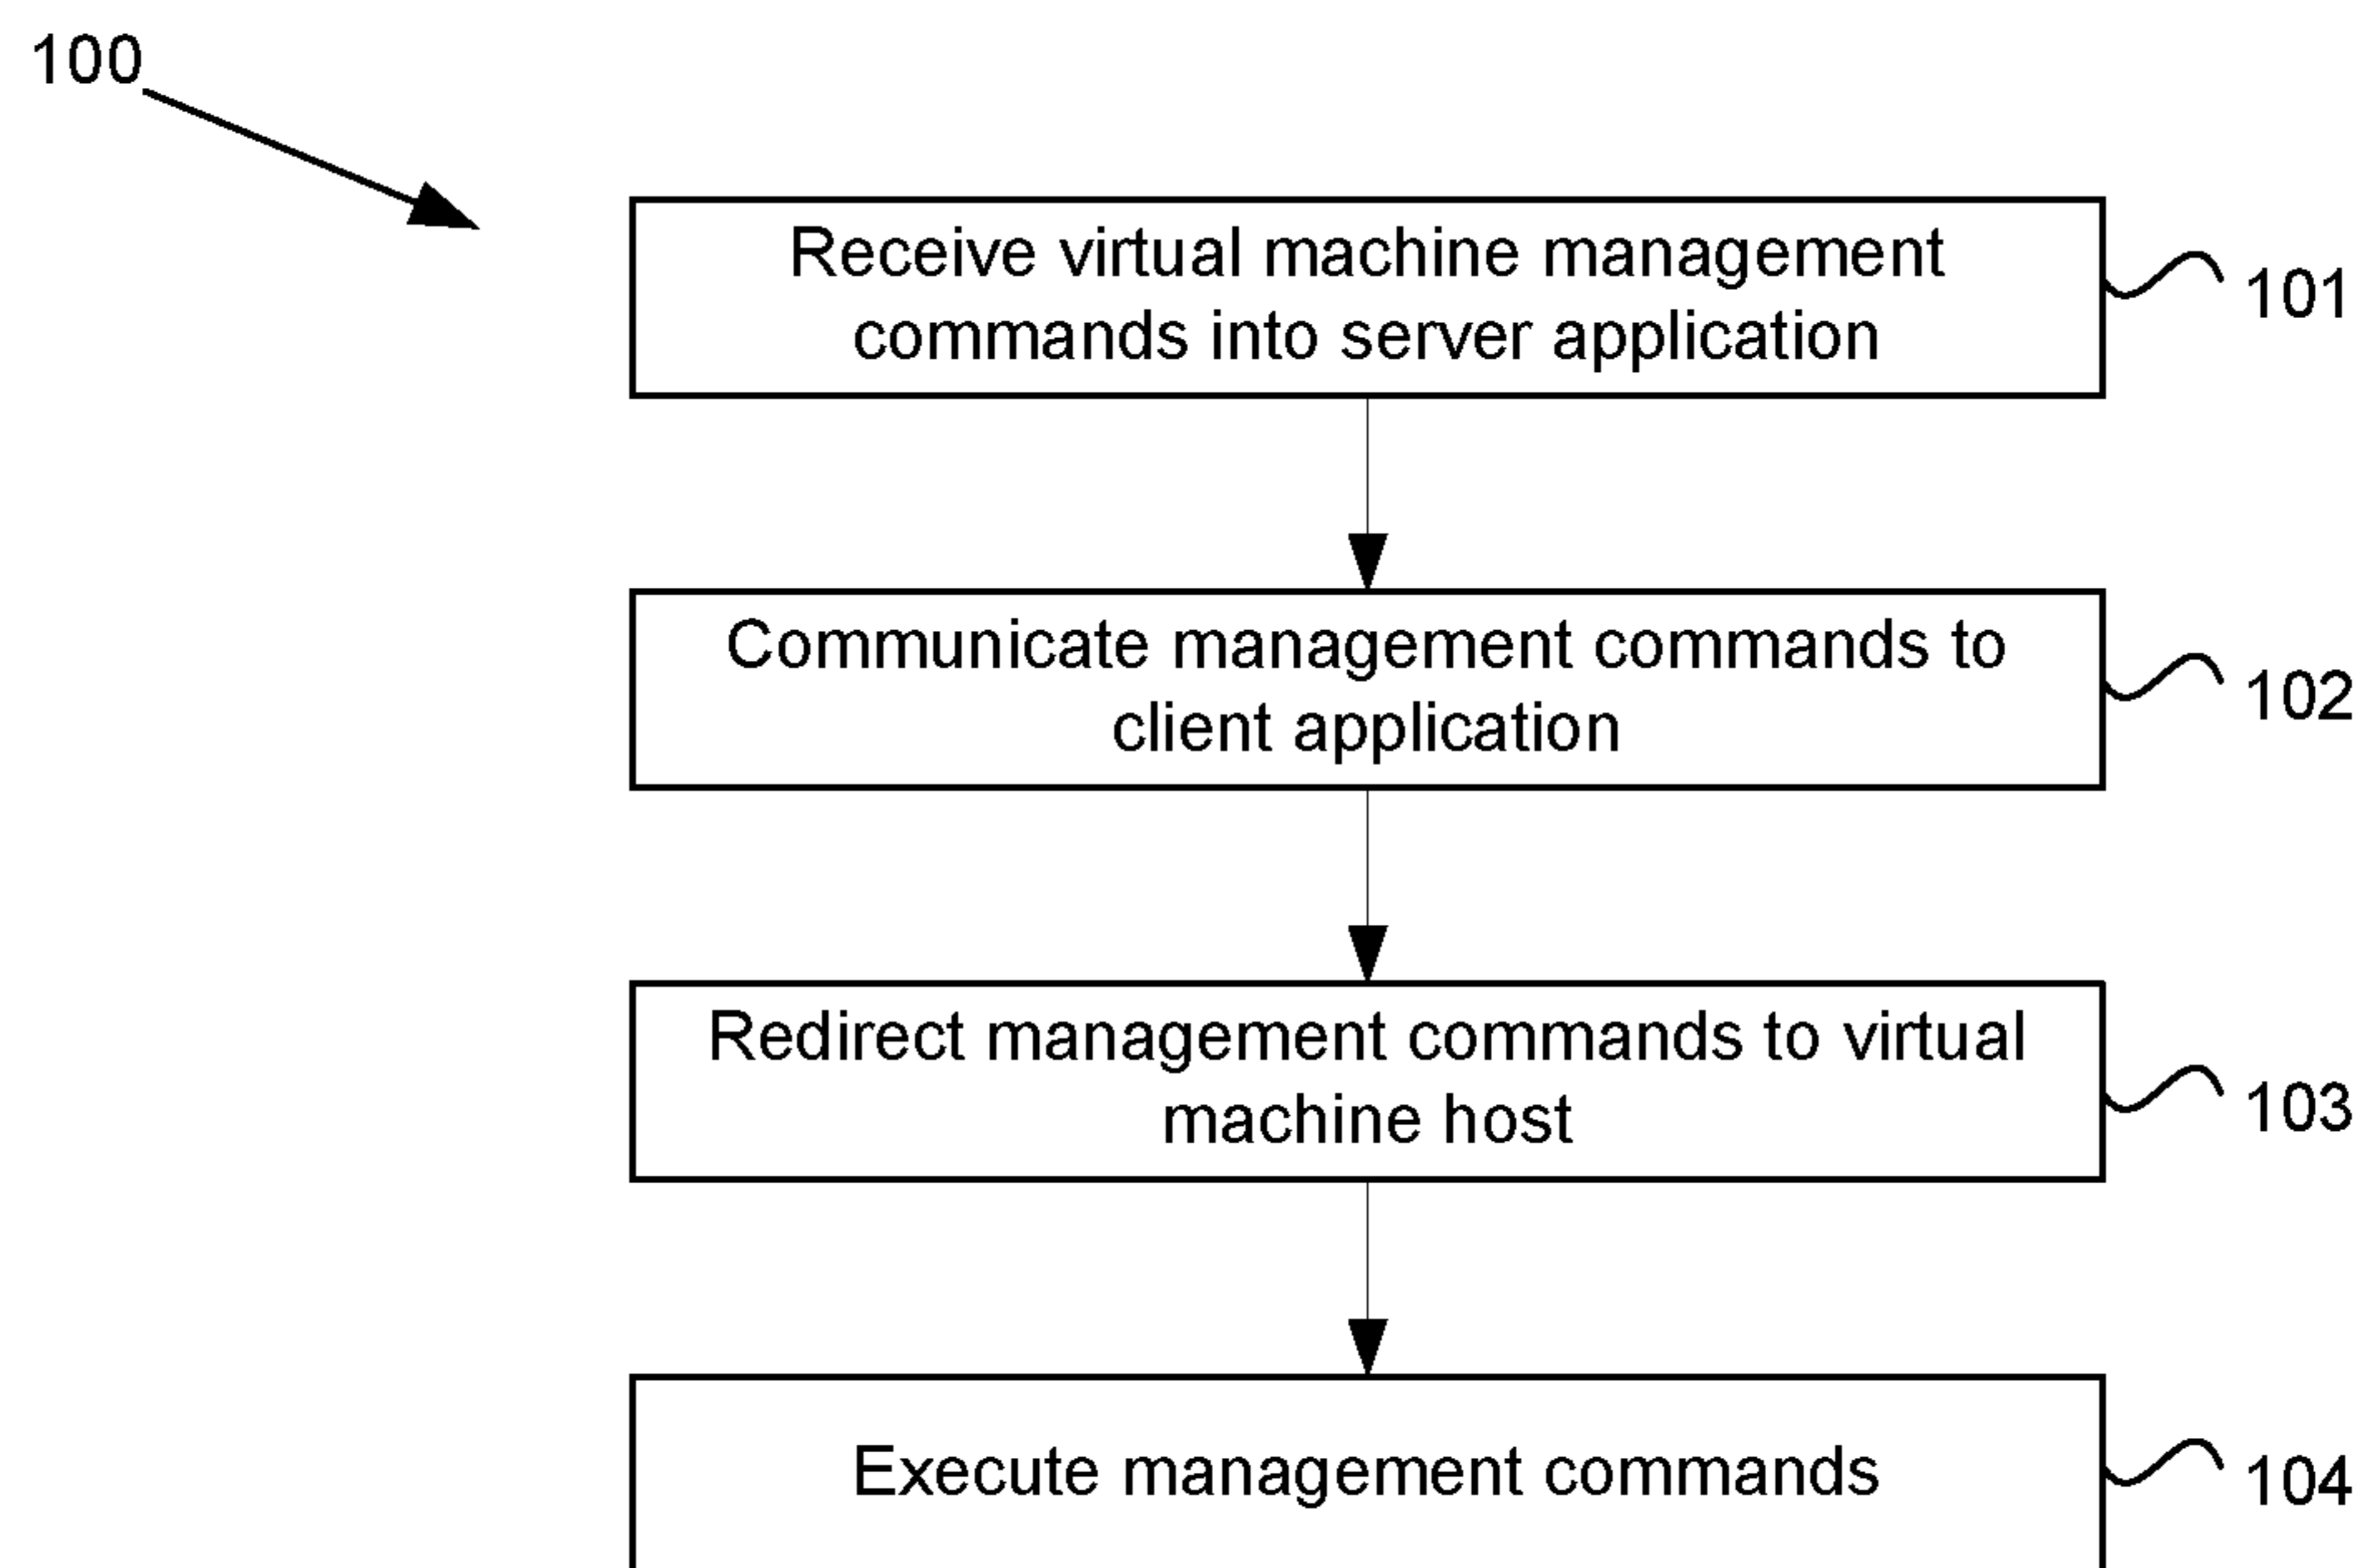 100
Receive virtual machine management
commands into server application
101
Communicate management commands to
client application
102
Redirect management commands to virtual
machine host
103
Execute management commands
104